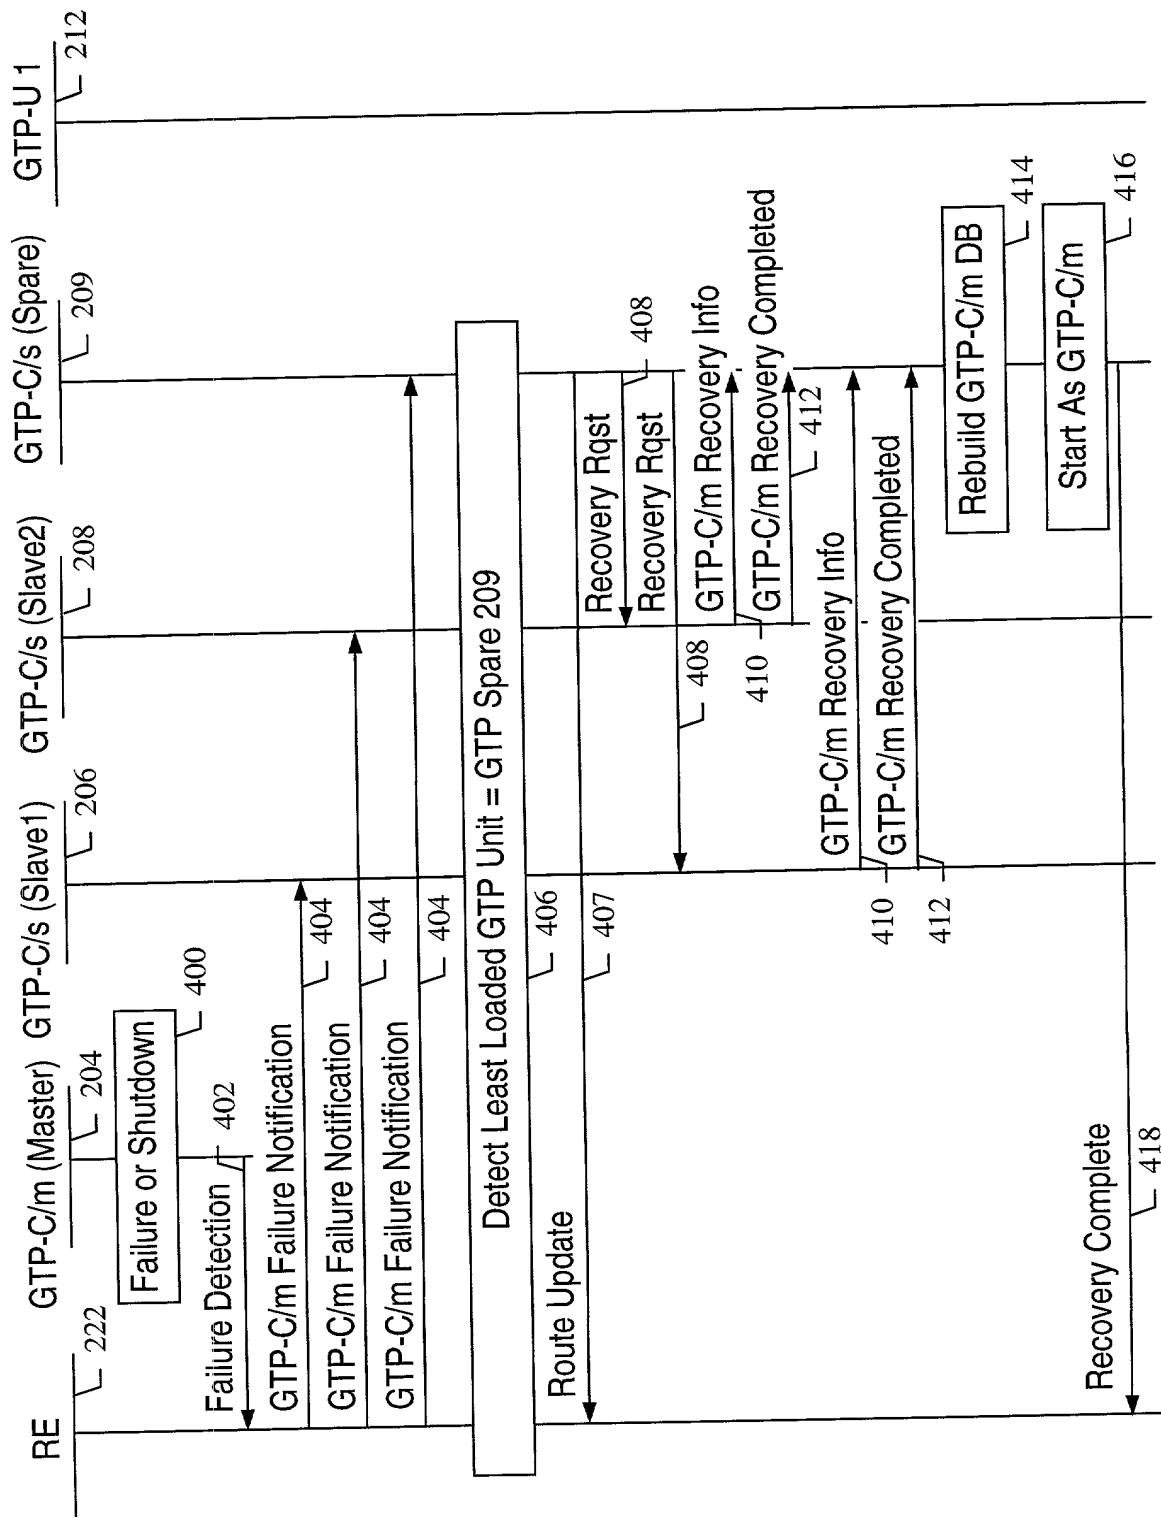 RE
222
GTP-C/m (Master)
204
GTP-C/s (Slave1)
206
GTP-C/s (Slave2)
208
GTP-C/s (Spare)
209
GTP-U 1
212
Failure or Shutdown
400
Failure Detection
402
GTP-C/m Failure Notification
404
GTP-C/m Failure Notification
404
GTP-C/m Failure Notification
404
Detect Least Loaded GTP Unit = GTP Spare 209
406
Route Update
407
Recovery Rqst
408
Recovery Rqst
408
GTP-C/m Recovery Info
410
GTP-C/m Recovery Completed
412
GTP-C/m Recovery Info
410
GTP-C/m Recovery Completed
412
Rebuild GTP-C/m DB
414
Start As GTP-C/m
416
Recovery Complete
418